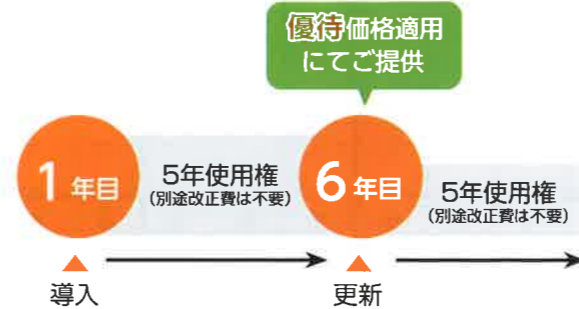 優待価格適用
にてご提供
1年目
5年使用権
(別途改正費は不要)
6年目
5年使用権
(別途改正費は不要)
導入
更新